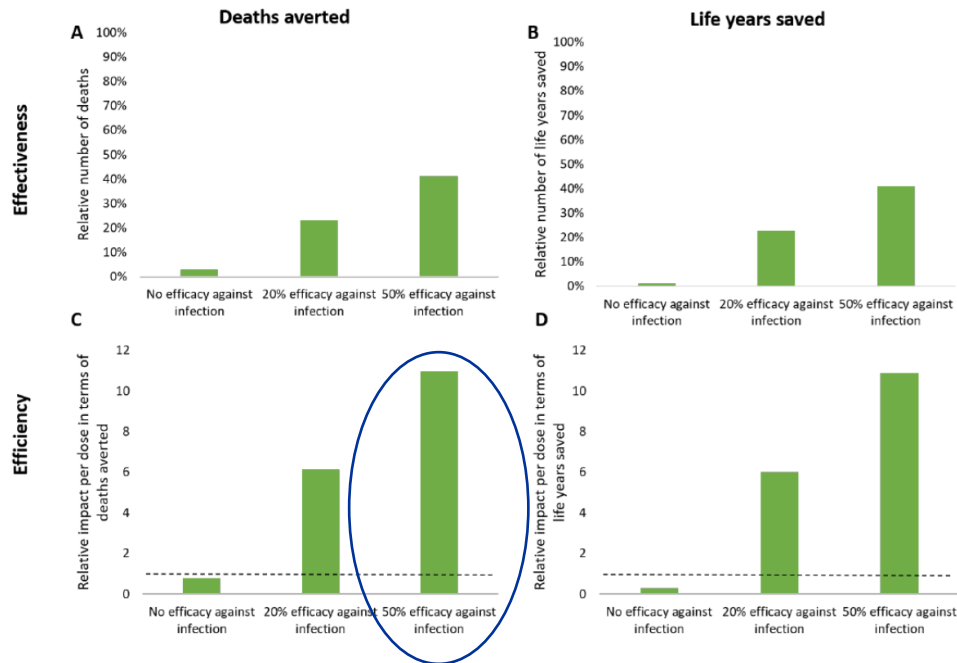 Deaths averted
Life years saved
Effectiveness
A
Relative number of deaths
100%
90%
80%
70%
60%
50%
40%
30%
20%
10%
0%
No efficacy against 20% efficacy against 50% efficacy against
infection infection infection
B
Relative number of life years saved
100%
90%
80%
70%
60%
50%
40%
30%
20%
10%
0%
No efficacy against 20% efficacy against 50% efficacy against
infection infection infection
Efficiency
C
Relative impact per dose in terms of
deaths averted
12
10
8
6
4
2
0
No efficacy against 20% efficacy against 50% efficacy against
infection infection infection
D
Relative impact per dose in terms of
life years saved
12
10
8
6
4
2
0
No efficacy against 20% efficacy against 50% efficacy against
infection infection infection